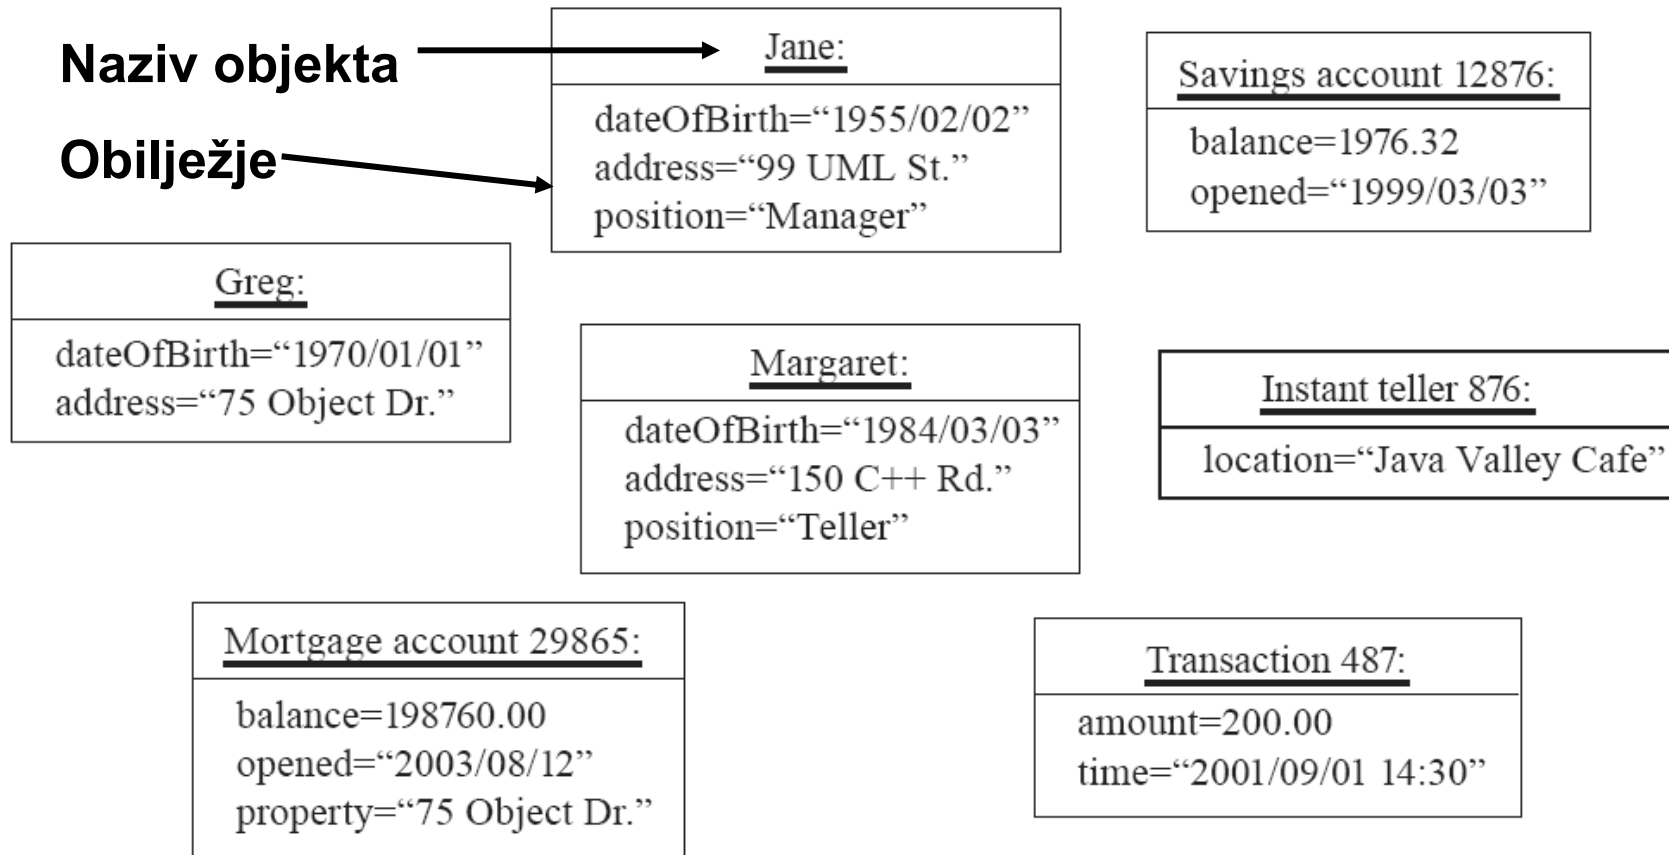 Naziv objekta
Obilježje
Jane:
dateOfBirth=“1955/02/02”
address=“99 UML St.”
position=“Manager”
Savings account 12876:
balance=1976.32
opened=“1999/03/03”
Greg:
dateOfBirth=“1970/01/01”
address=“75 Object Dr.”
Margaret:
dateOfBirth=“1984/03/03”
address=“150 C++ Rd.”
position=“Teller”
Instant teller 876:
location=“Java Valley Cafe”
Mortgage account 29865:
balance=198760.00
opened=“2003/08/12”
property=“75 Object Dr.”
Transaction 487:
amount=200.00
time=“2001/09/01 14:30”